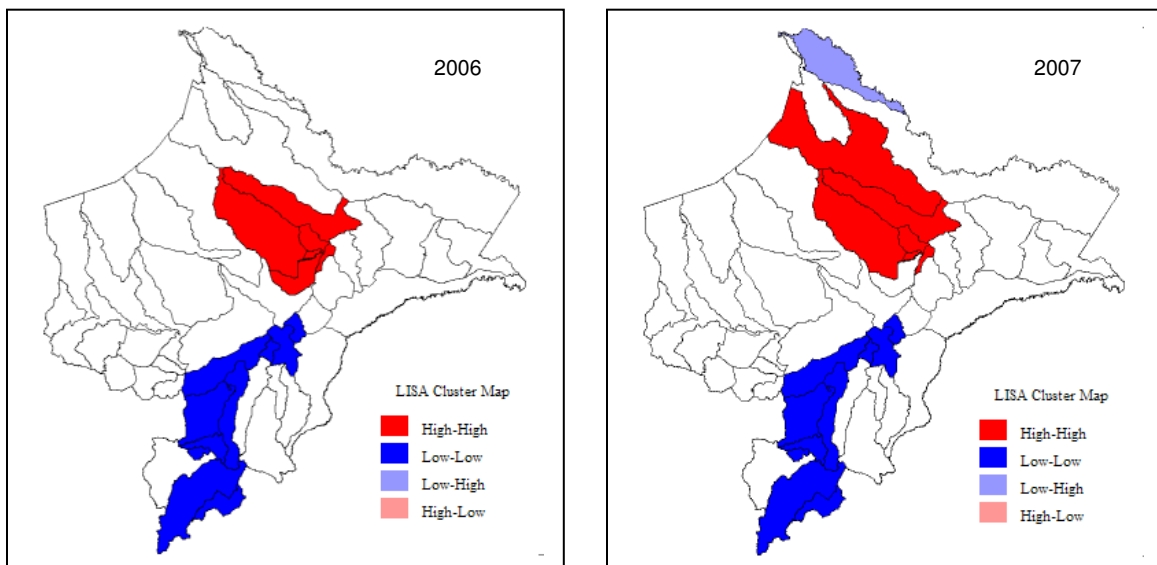 2006
LISA Cluster Map
High-High
Low-Low
Low-High
High-Low
2007
LISA Cluster Map
High-High
Low-Low
Low-High
High-Low